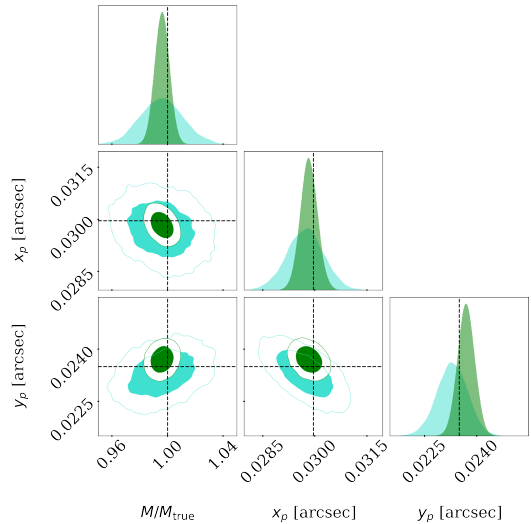 0.0315
0.0300
0.0285
x_p [arcsec]
0.0240
0.0225
y_p [arcsec]
0.96 1.00 1.04
0.0285 0.0300 0.0315
0.0225 0.0240
M/M_true x_p [arcsec] y_p [arcsec]